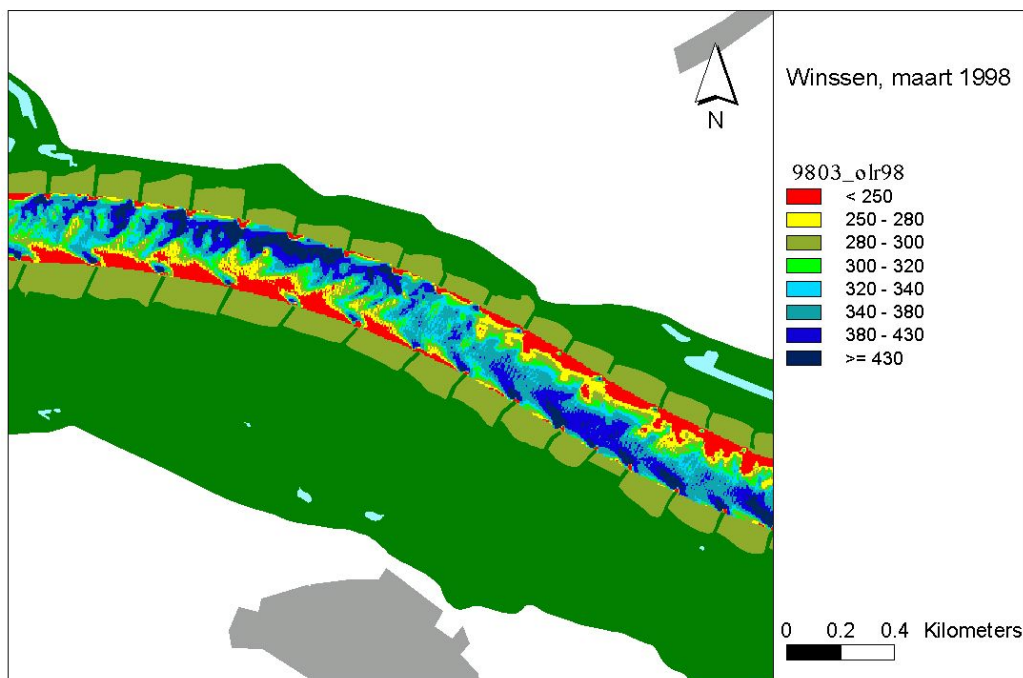 N
Winssen, maart 1998
9803_olr98
< 250
250 - 280
280 - 300
300 - 320
320 - 340
340 - 380
380 - 430
>= 430
0 0.2 0.4 Kilometers